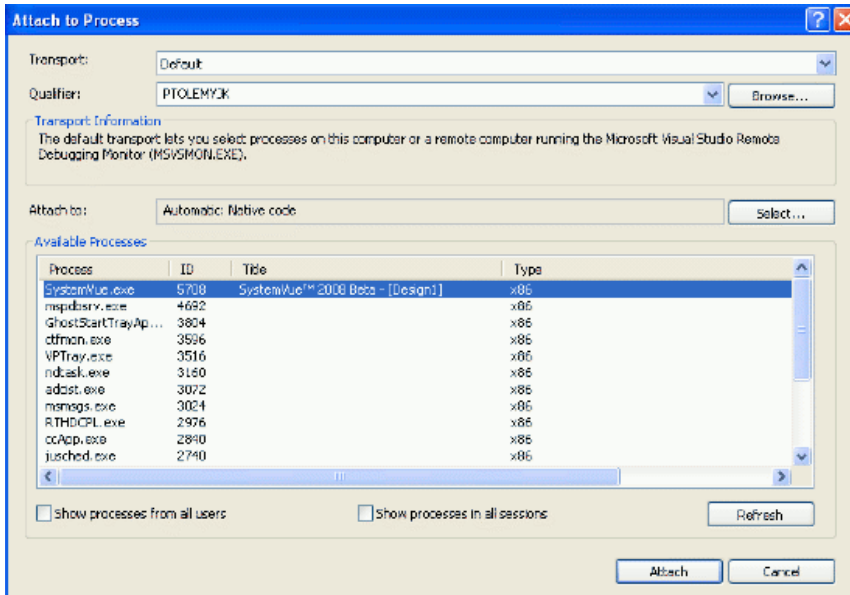 Attach to Process
Transport: Default
Qualifier: PTOLEMYJK Browse...
Transport Information
The default transport lets you select processes on this computer or a remote computer running the Microsoft Visual Studio Remote
Debugging Monitor (MSVSMON.EXE).
Attach to: Automatic: Native code Select...
Available Processes
Process ID Title Type
SystemVue.exe 5708 SystemVue™ 2008 Beta - [Design1] x86
mspdbsrv.exe 4692 x86
GhostStartTrayAp... 3804 x86
ctfmon.exe 3596 x86
VPTray.exe 3516 x86
ndtask.exe 3160 x86
adcist.exe 3072 x86
msmsgs.exe 3024 x86
RTHDCPL.exe 2976 x86
ccApp.exe 2840 x86
jusched.exe 2740 x86
Show processes from all users Show processes in all sessions Refresh
Attach Cancel